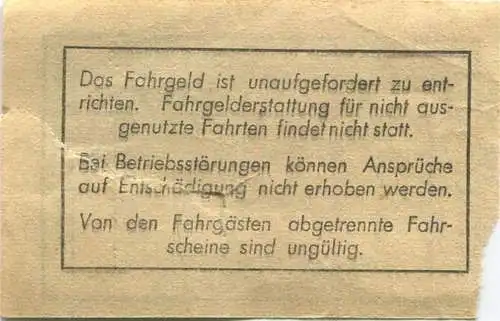 Das Fahrgeld ist unaufgefordert zu ent-
richten. Fahrgelderstattung für nicht aus-
genutzte Fahrten findet nicht statt.
Bei Betriebsstörungen können Ansprüche
auf Entschädigung nicht erhoben werden.
Von den Fahrgästen abgetrennte Fahr-
scheine sind ungültig.